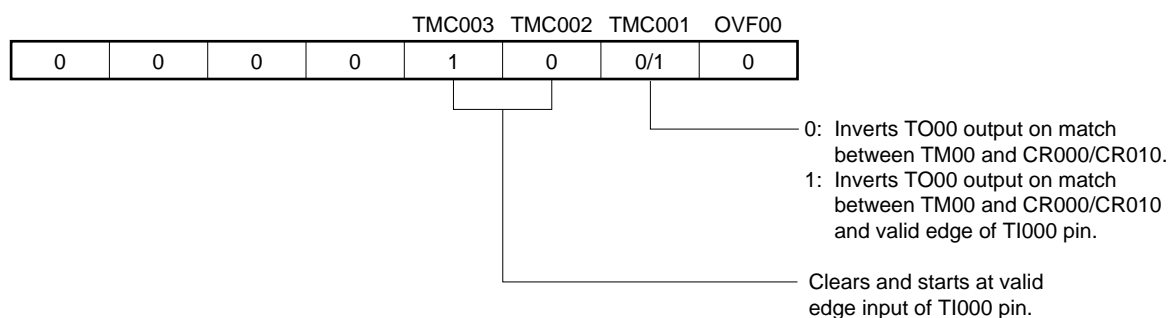 TMC003 TMC002 TMC001 OVF00
0 0 0 0 1 0 0/1 0
0: Inverts TO00 output on match
between TM00 and CR000/CR010.
1: Inverts TO00 output on match
between TM00 and CR000/CR010
and valid edge of TI000 pin.
Clears and starts at valid
edge input of TI000 pin.